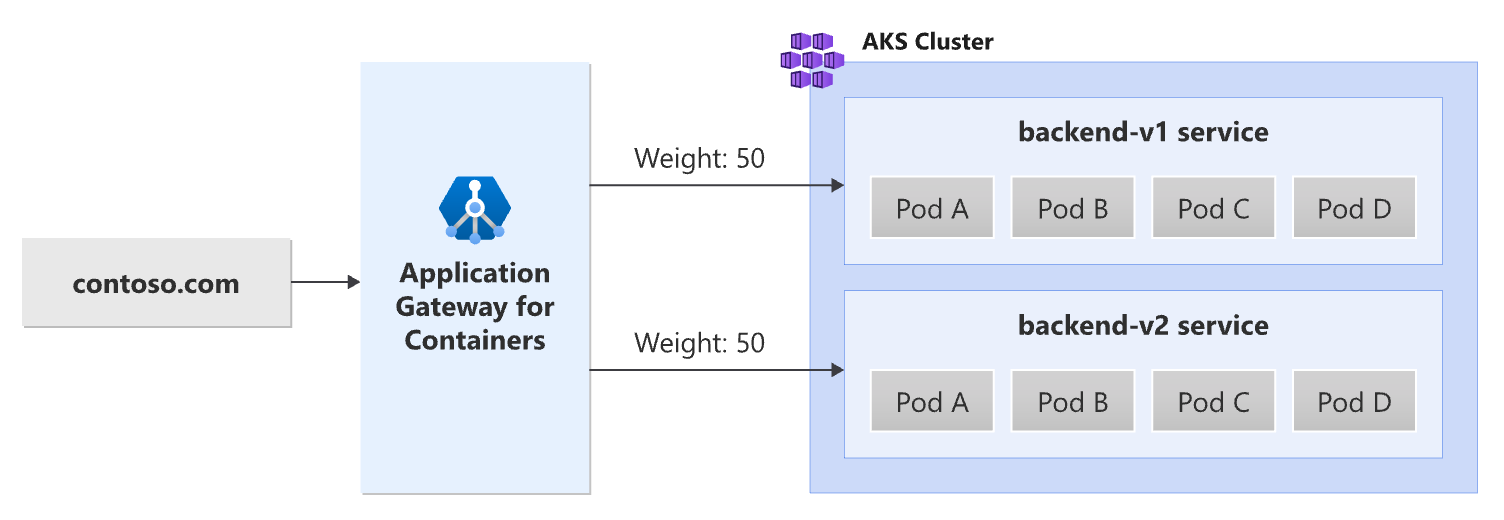 AKS Cluster
contoso.com
Application
Gateway for
Containers
Weight: 50
Weight: 50
backend-v1 service
Pod A
Pod B
Pod C
Pod D
backend-v2 service
Pod A
Pod B
Pod C
Pod D